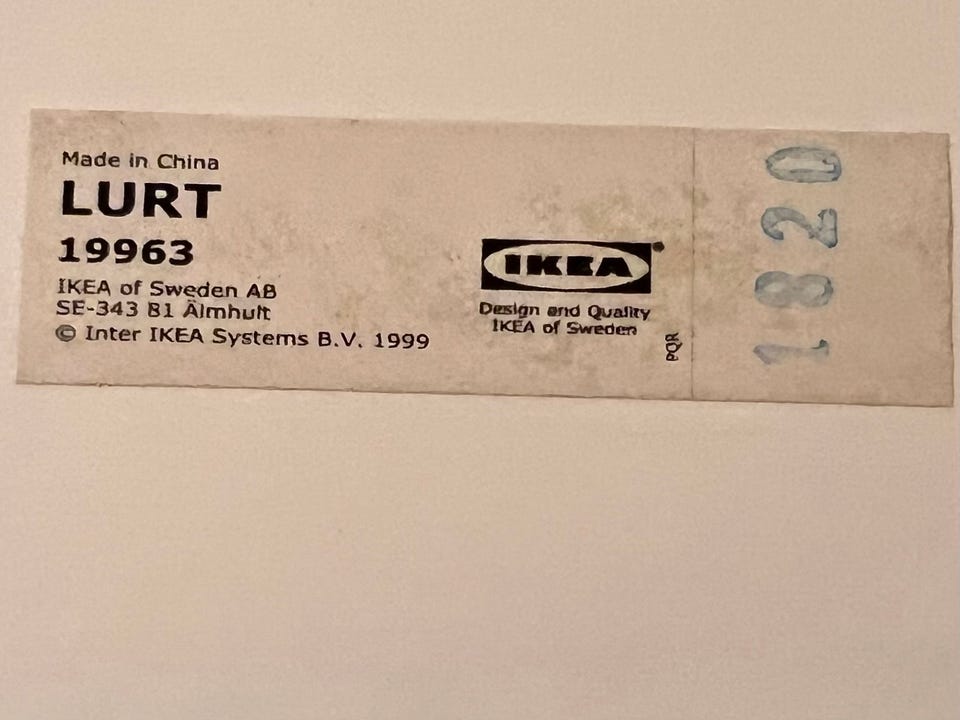 Made in China
LURT
19963
IKEA of Sweden AB
SE-343 81 Älmhult
© Inter IKEA Systems B.V. 1999
IKEA®
Design and Quality
IKEA of Sweden
PQR
1820